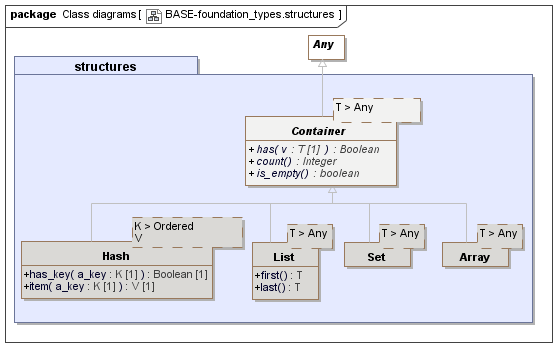 package Class diagrams [ BASE-foundation_types.structures ]
Any
structures
T > Any
Container
+ has( v : T [1] ) : Boolean
+ count() : Integer
+ is_empty() : boolean
K > Ordered
V
Hash
+has_key( a_key : K [1] ) : Boolean [1]
+item( a_key : K [1] ) : V [1]
T > Any
List
+first() : T
+last() : T
T > Any
Set
T > Any
Array